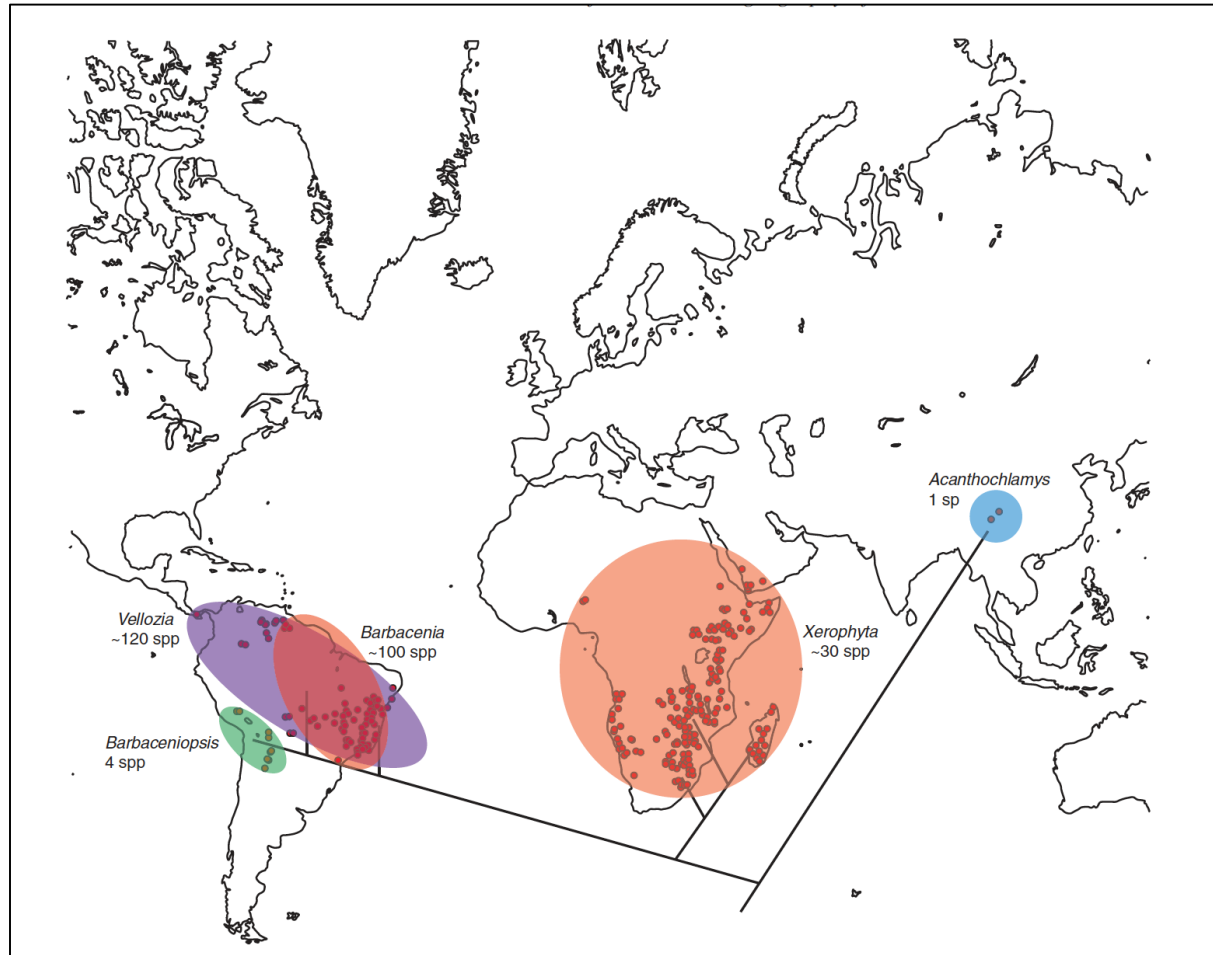 Acanthochlamys
1 sp
Vellozia
~120 spp
Barbacenia
~100 spp
Xerophyta
~30 spp
Barbaceniopsis
4 spp